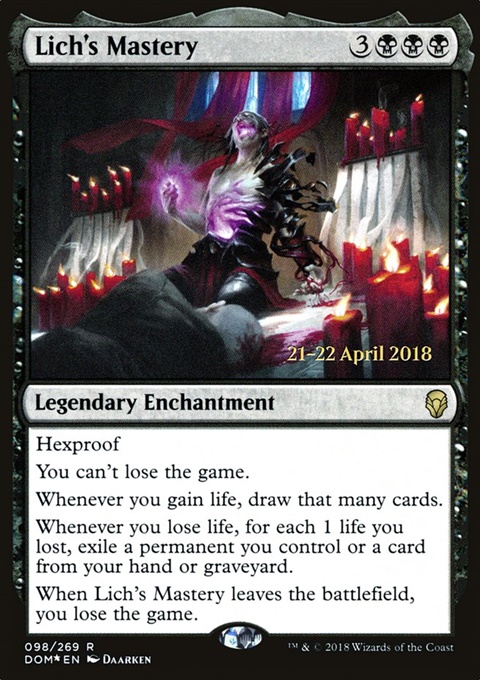 Lich's Mastery 3
21–22 April 2018
Legendary Enchantment
Hexproof
You can't lose the game.
Whenever you gain life, draw that many cards.
Whenever you lose life, for each 1 life you
lost, exile a permanent you control or a card
from your hand or graveyard.
When Lich's Mastery leaves the battlefield,
you lose the game.
098/269 R
DOM★EN Daarken
™ & © 2018 Wizards of the Coast